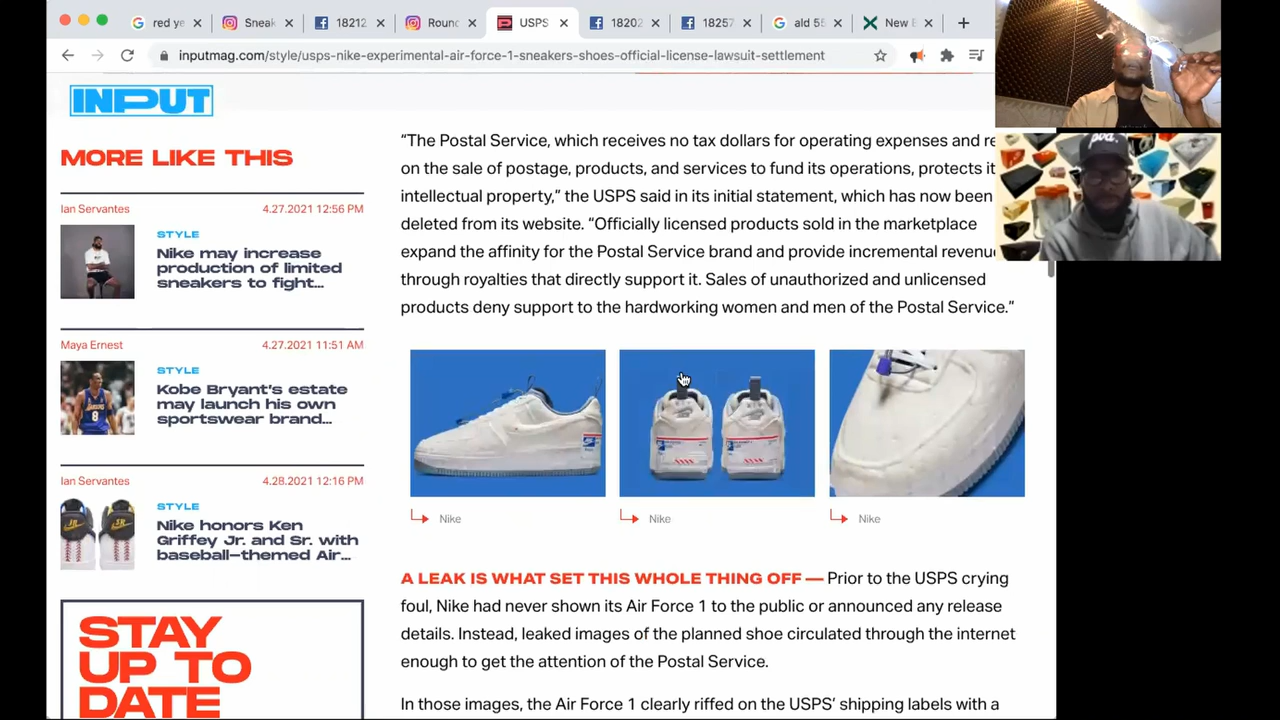 red ye
Sneak
18212
Roun
USPS
18202
18257
ald 55
New E
inputmag.com/style/usps-nike-experimental-air-force-1-sneakers-shoes-official-license-lawsuit-settlement
INPUT
MORE LIKE THIS
Ian Servantes 4.27.2021 12:56 PM
STYLE
Nike may increase
production of limited
sneakers to fight...
Maya Ernest 4.27.2021 11:51 AM
STYLE
Kobe Bryant's estate
may launch his own
sportswear brand...
Ian Servantes 4.28.2021 12:16 PM
STYLE
Nike honors Ken
Griffey Jr. and Sr. with
baseball-themed Air...
STAY
UP TO
DATE
“The Postal Service, which receives no tax dollars for operating expenses and re
on the sale of postage, products, and services to fund its operations, protects it
intellectual property,” the USPS said in its initial statement, which has now been
deleted from its website. “Officially licensed products sold in the marketplace
expand the affinity for the Postal Service brand and provide incremental revenu
through royalties that directly support it. Sales of unauthorized and unlicensed
products deny support to the hardworking women and men of the Postal Service.”
Nike
Nike
Nike
A LEAK IS WHAT SET THIS WHOLE THING OFF — Prior to the USPS crying
foul, Nike had never shown its Air Force 1 to the public or announced any release
details. Instead, leaked images of the planned shoe circulated through the internet
enough to get the attention of the Postal Service.
In those images, the Air Force 1 clearly riffed on the USPS’ shipping labels with a
pod.